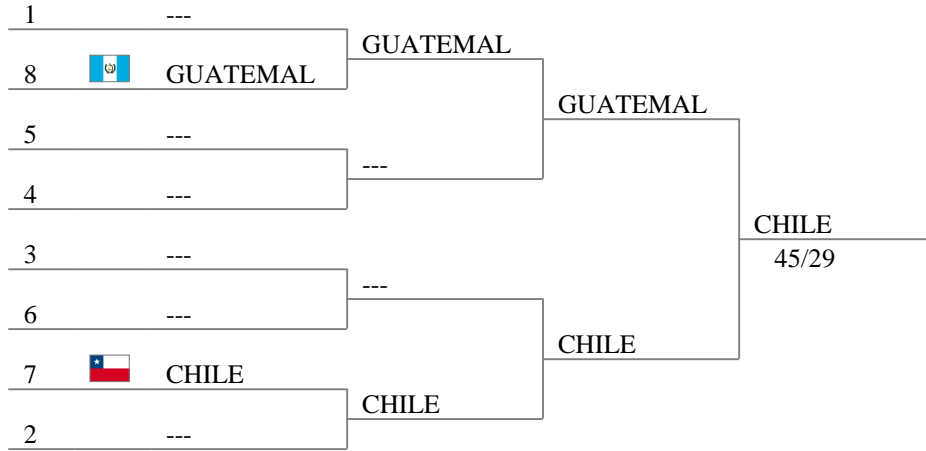 1 ---
GUATEMAL
8 GUATEMAL
GUATEMAL
5 ---
---
4 ---
CHILE
45/29
3 ---
---
6 ---
CHILE
7 CHILE
CHILE
2 ---